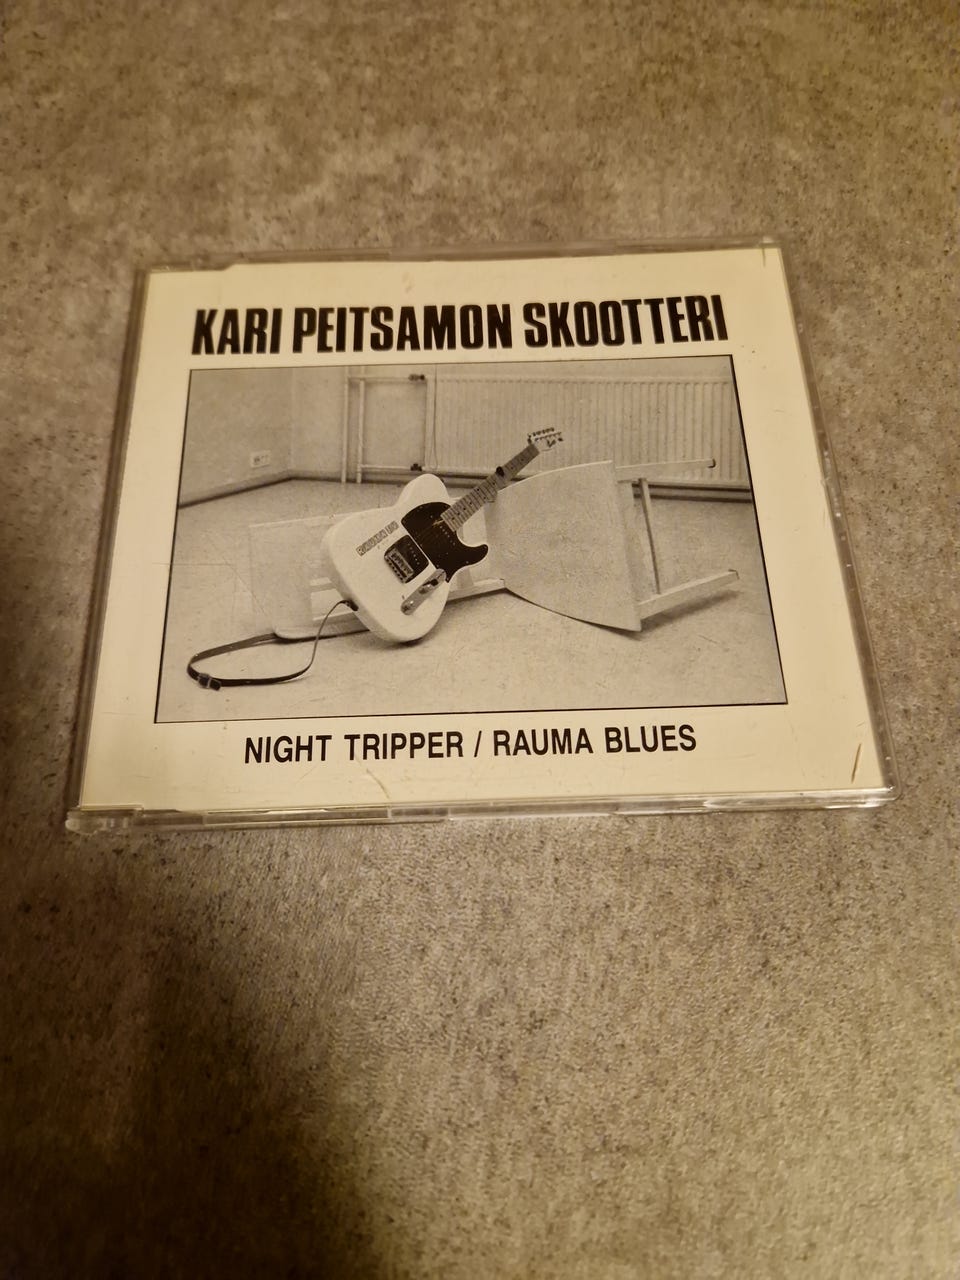 KARI PEITSAMON SKOOTTERI
NIGHT TRIPPER / RAUMA BLUES